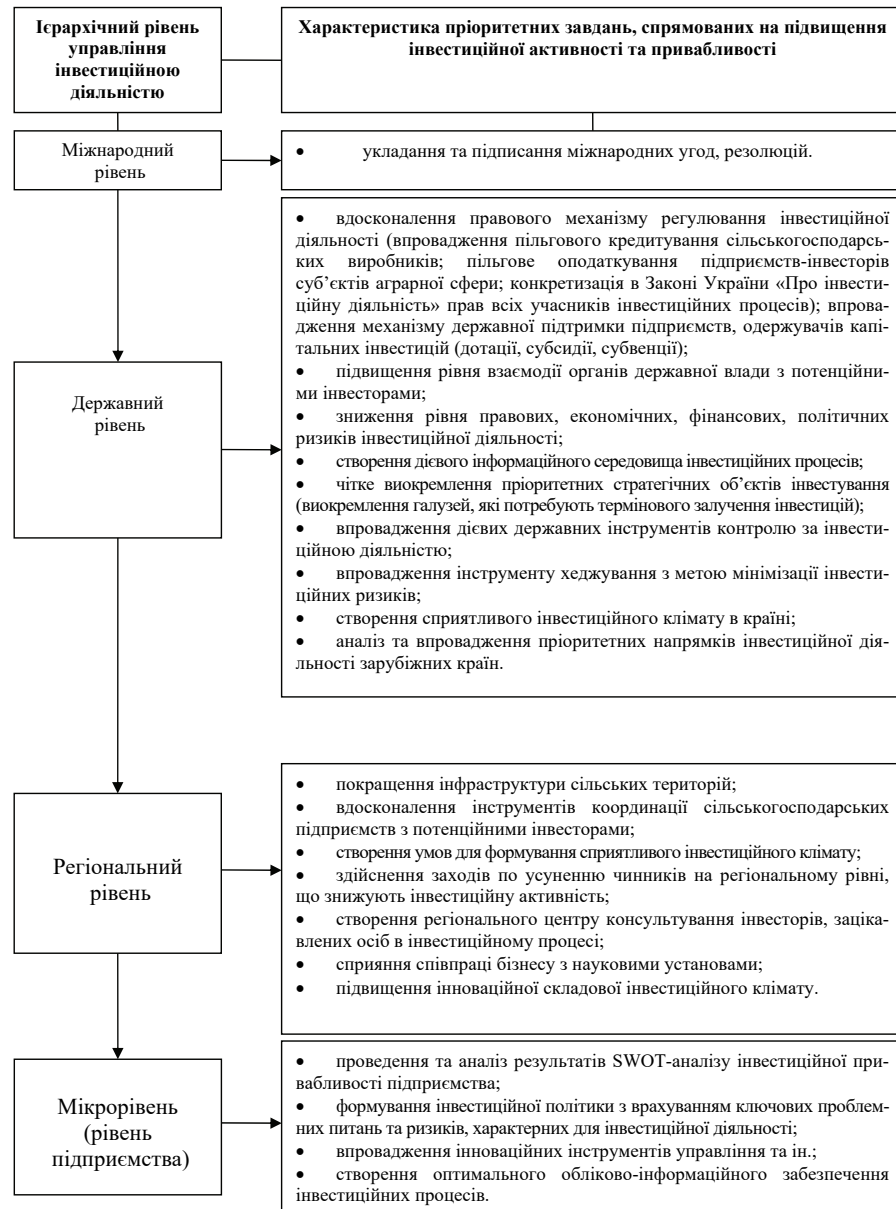 Ієрархічний рівень
управління
інвестиційною
діяльністю
Характеристика пріоритетних завдань, спрямованих на підвищення
інвестиційної активності та привабливості
Міжнародний
рівень
• укладання та підписання міжнародних угод, резолюцій.
Державний
рівень
• вдосконалення правового механізму регулювання інвестиційної
діяльності (впровадження пільгового кредитування сільськогосподарсь-
ких виробників; пільгове оподаткування підприємств-інвесторів
суб’єктів аграрної сфери; конкретизація в Законі України «Про інвести-
ційну діяльність» прав всіх учасників інвестиційних процесів); впрова-
дження механізму державної підтримки підприємств, одержувачів капі-
тальних інвестицій (дотації, субсидії, субвенції);
• підвищення рівня взаємодії органів державної влади з потенційни-
ми інвесторами;
• зниження рівня правових, економічних, фінансових, політичних
ризиків інвестиційної діяльності;
• створення дієвого інформаційного середовища інвестиційних процесів;
• чітке виокремлення пріоритетних стратегічних об’єктів інвестування
(виокремлення галузей, які потребують термінового залучення інвестицій);
• впровадження дієвих державних інструментів контролю за інвести-
ційною діяльністю;
• впровадження інструменту хеджування з метою мінімізації інвести-
ційних ризиків;
• створення сприятливого інвестиційного клімату в країні;
• аналіз та впровадження пріоритетних напрямків інвестиційної дія-
льності зарубіжних країн.
Регіональний
рівень
• покращення інфраструктури сільських територій;
• вдосконалення інструментів координації сільськогосподарських
підприємств з потенційними інвесторами;
• створення умов для формування сприятливого інвестиційного клімату;
• здійснення заходів по усуненню чинників на регіональному рівні,
що знижують інвестиційну активність;
• створення регіонального центру консультування інвесторів, заціка-
влених осіб в інвестиційному процесі;
• сприяння співпраці бізнесу з науковими установами;
• підвищення інноваційної складової інвестиційного клімату.
Мікрорівень
(рівень
підприємства)
• проведення та аналіз результатів SWOT-аналізу інвестиційної при-
вабливості підприємства;
• формування інвестиційної політики з врахуванням ключових проблем-
них питань та ризиків, характерних для інвестиційної діяльності;
• впровадження інноваційних інструментів управління та ін.;
• створення оптимального обліково-інформаційного забезпечення
інвестиційних процесів.